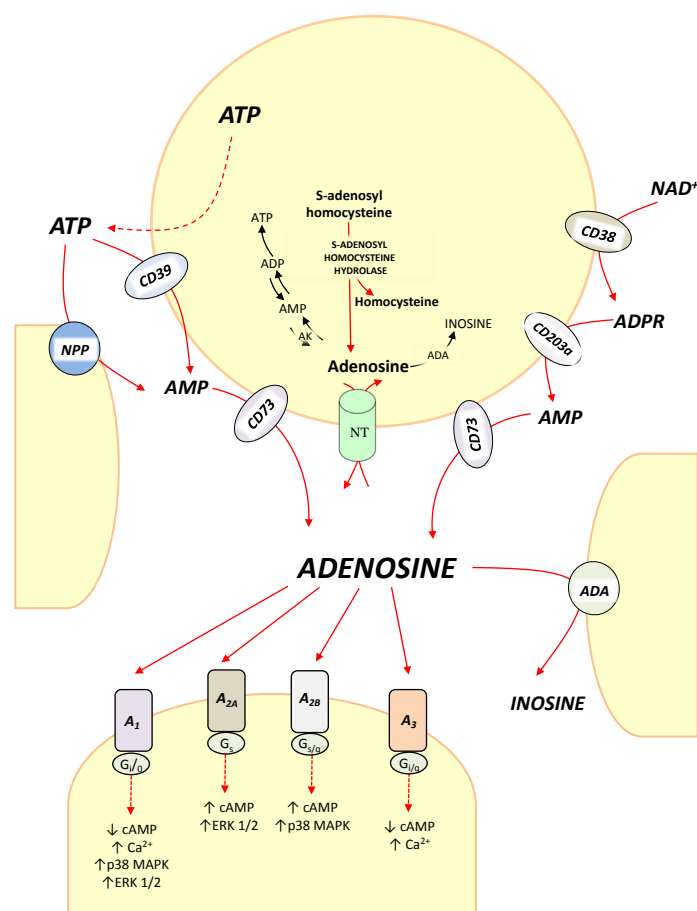 ATP
NAD⁺
S-adenosyl
homocysteine
ATP
ATP
CD38
S-ADENOSYL
HOMOCYSTEINE
HYDROLASE
CD39
ADP
Homocysteine
AMP
ADPR
INOSINE
CD203a
AK
NPP
ADA
Adenosine
AMP
CD73
NT
CD73
AMP
ADENOSINE
ADA
INOSINE
A1
A2A
A2B
A3
Gi/0
Gs
Gs/q
Gi/q
↓ cAMP
↑ Ca²⁺
↑p38 MAPK
↑ERK 1/2
↑ cAMP
↑ERK 1/2
↑ cAMP
↑p38 MAPK
↓ cAMP
↑ Ca²⁺